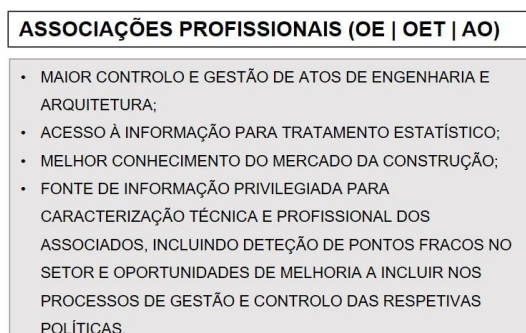 ASSOCIAÇÕES PROFISSIONAIS (OE | OET | AO)
• MAIOR CONTROLO E GESTÃO DE ATOS DE ENGENHARIA E
ARQUITETURA;
• ACESSO À INFORMAÇÃO PARA TRATAMENTO ESTATÍSTICO;
• MELHOR CONHECIMENTO DO MERCADO DA CONSTRUÇÃO;
• FONTE DE INFORMAÇÃO PRIVILEGIADA PARA
CARACTERIZAÇÃO TÉCNICA E PROFISSIONAL DOS
ASSOCIADOS, INCLUINDO DETEÇÃO DE PONTOS FRACOS NO
SETOR E OPORTUNIDADES DE MELHORIA A INCLUIR NOS
PROCESSOS DE GESTÃO E CONTROLO DAS RESPETIVAS
POLÍTICAS